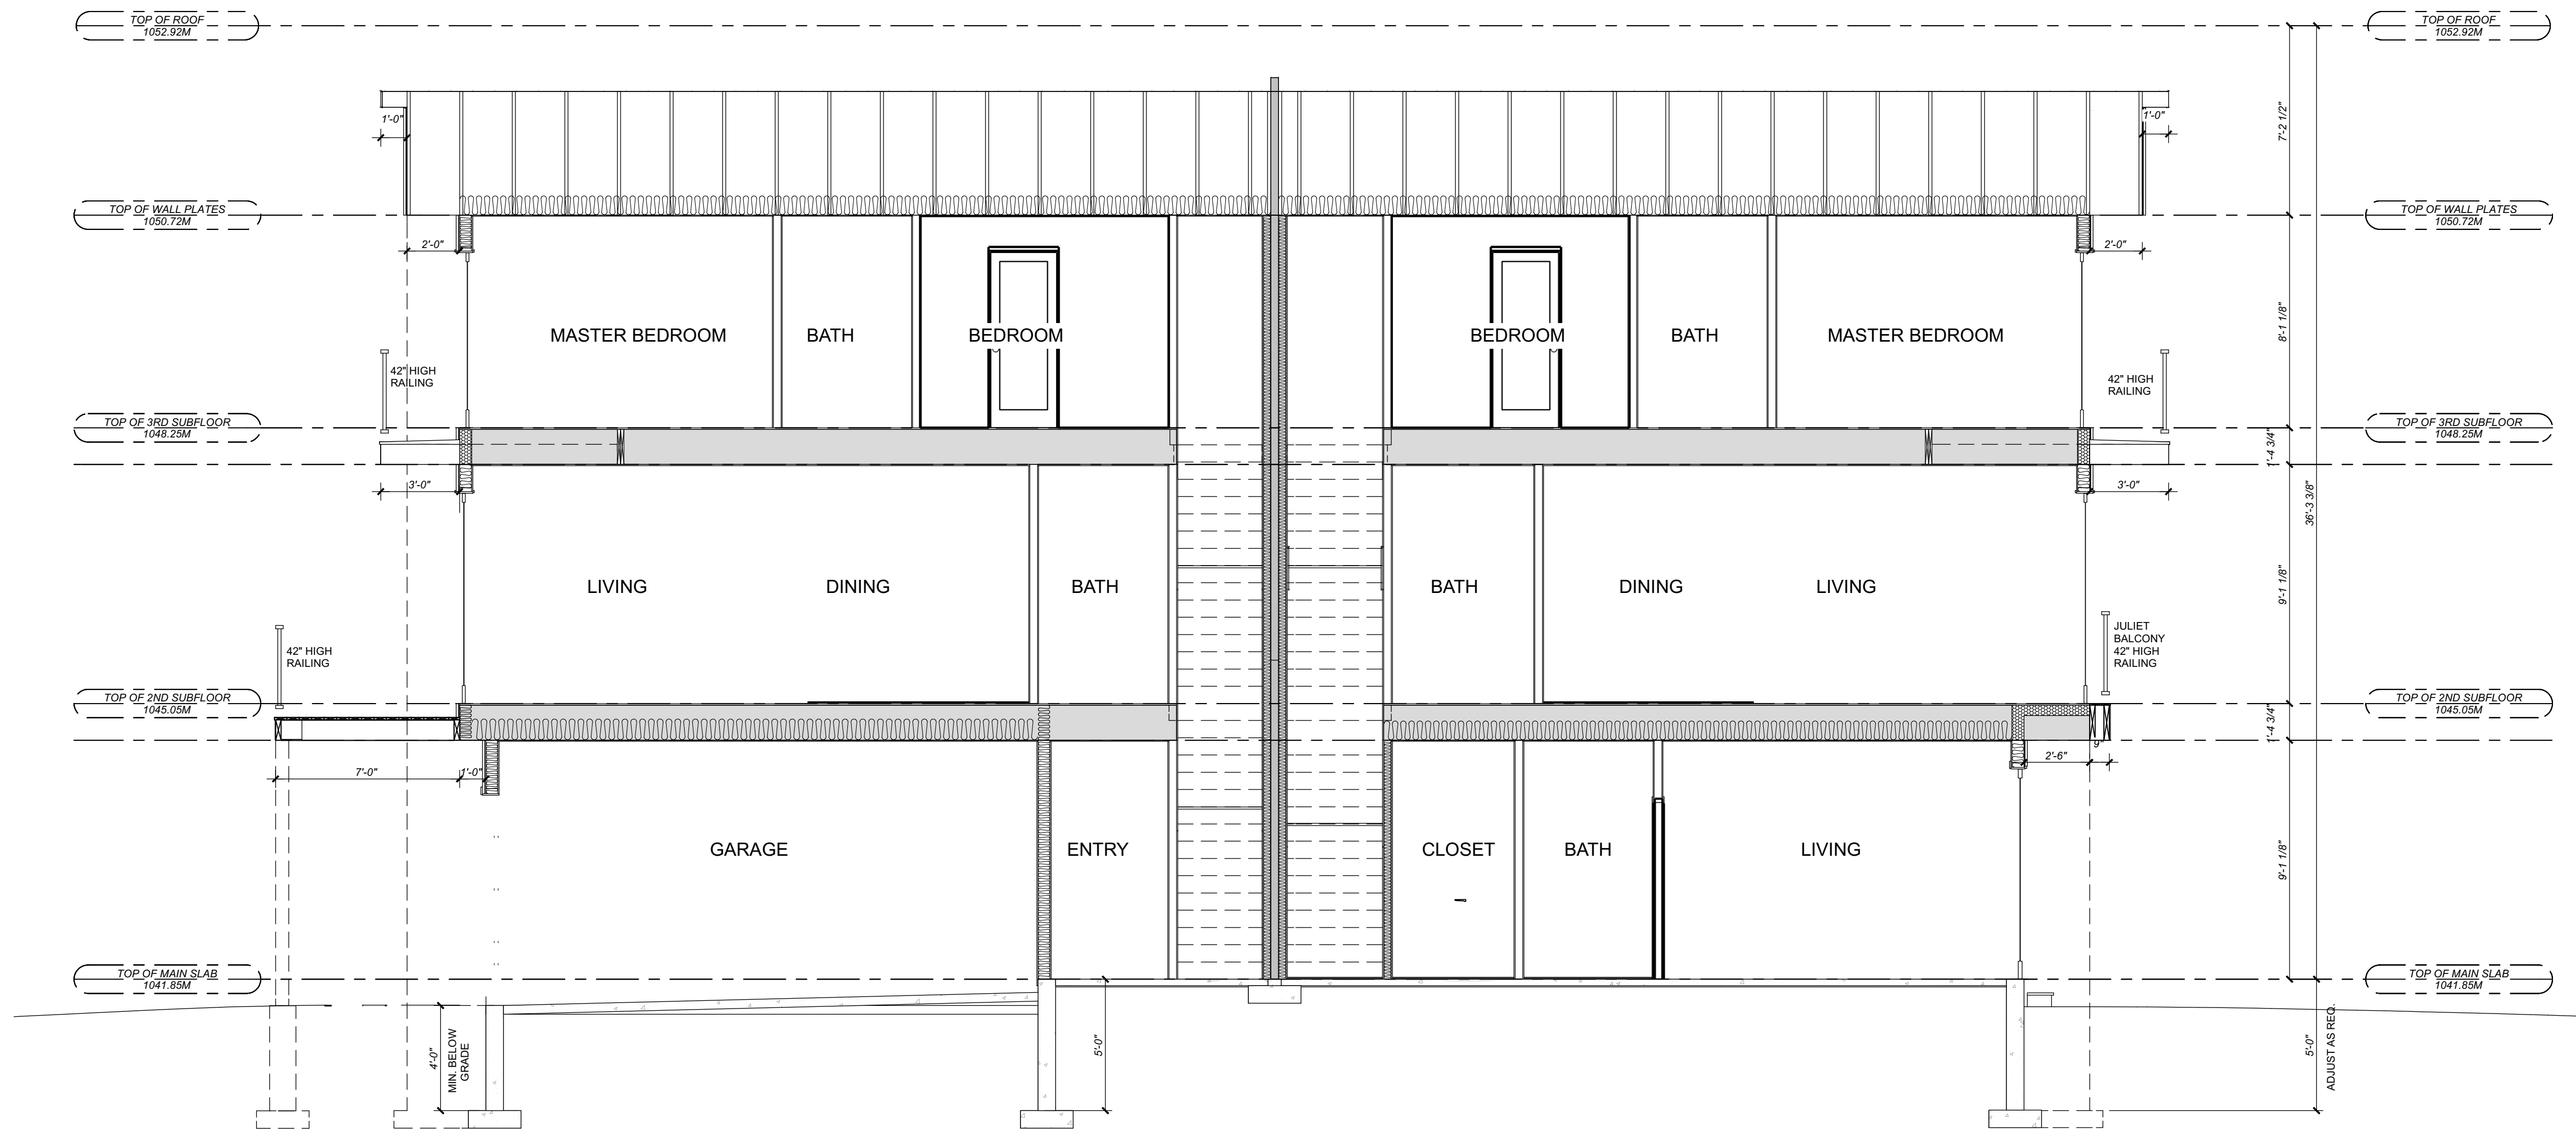 TOP OF ROOF
1052.92M
TOP OF ROOF
1052.92M
1'-0"
1'-0"
7'-2 1/2"
TOP OF WALL PLATES
1050.72M
TOP OF WALL PLATES
1050.72M
2'-0"
2'-0"
MASTER BEDROOM
BATH
BEDROOM
BEDROOM
BATH
MASTER BEDROOM
8'-1 1/8"
42" HIGH
RAILING
42" HIGH
RAILING
TOP OF 3RD SUBFLOOR
1048.25M
TOP OF 3RD SUBFLOOR
1048.25M
1'-4 3/4"
3'-0"
3'-0"
36'-3 3/8"
LIVING
DINING
BATH
BATH
DINING
LIVING
9'-1 1/8"
42" HIGH
RAILING
JULIET
BALCONY
42" HIGH
RAILING
TOP OF 2ND SUBFLOOR
1045.05M
TOP OF 2ND SUBFLOOR
1045.05M
1'-4 3/4"
9"
7'-0"
1'-0"
2'-6"
GARAGE
ENTRY
CLOSET
BATH
LIVING
9'-1 1/8"
TOP OF MAIN SLAB
1041.85M
TOP OF MAIN SLAB
1041.85M
4'-0"
MIN. BELOW
GRADE
5'-0"
5'-0"
ADJUST AS REQ.